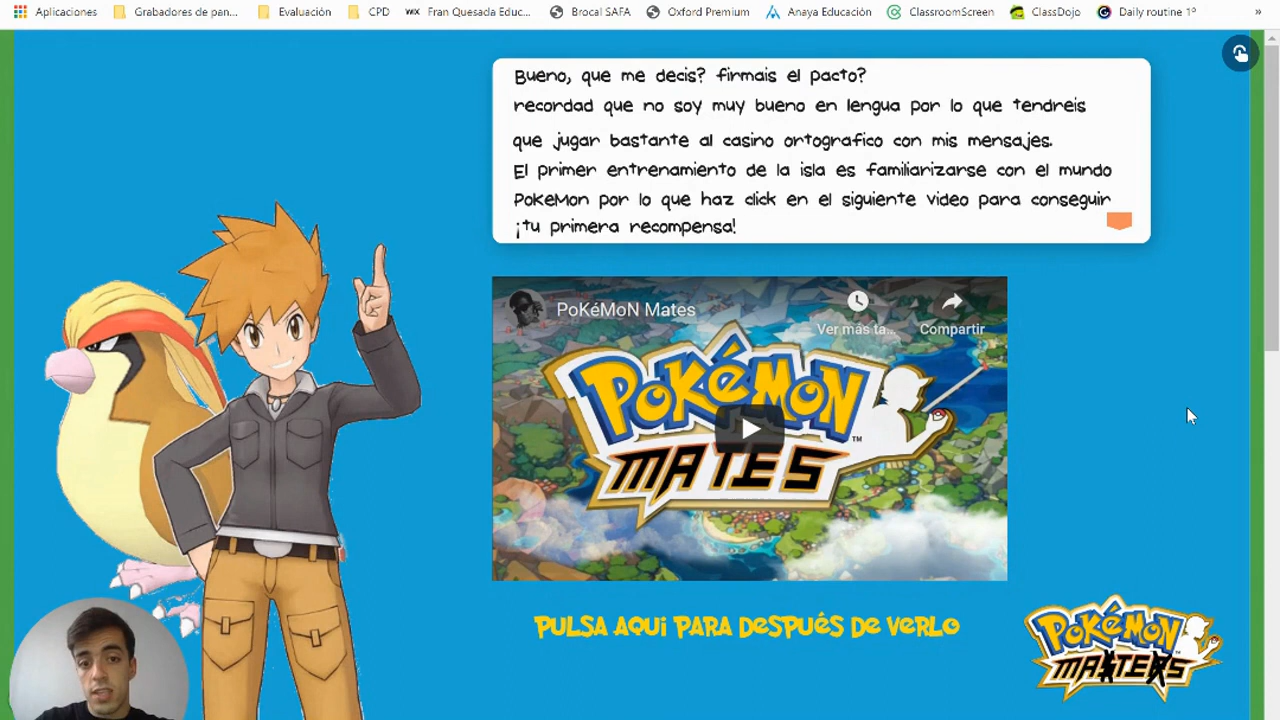 Aplicaciones Grabadores de pan... Evaluación CPD WiX Fran Quesada Educ... Brocal SAFA Oxford Premium Anaya Educación ClassroomScreen ClassDojo Daily routine 1º »
Bueno, que me decis? firmais el pacto?
recordad que no soy muy bueno en lengua por lo que tendreis
que jugar bastante al casino ortografico con mis mensajes.
El primer entrenamiento de la isla es familiarizarse con el mundo
PoKeMon por lo que haz click en el siguiente video para conseguir
¡tu primera recompensa!
PoKéMoN Mates
Ver más ta... Compartir
POKéMON
MATES
TM
PULSA AQUI PARA DESPUÉS DE VERLO
POKéMON
MAXTERS